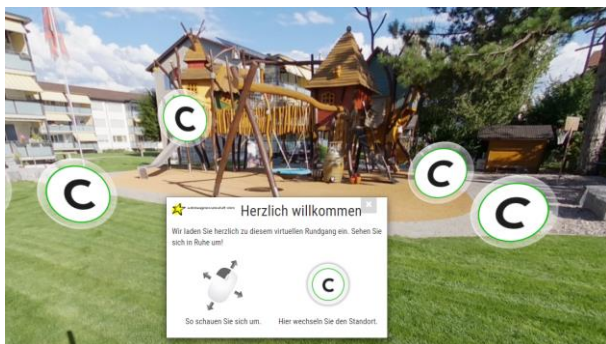 C
C
C
C
Herzlich willkommen
Wir laden Sie herzlich zu diesem virtuellen Rundgang ein. Sehen Sie
sich in Ruhe um!
C
So schauen Sie sich um.
Hier wechseln Sie den Standort.